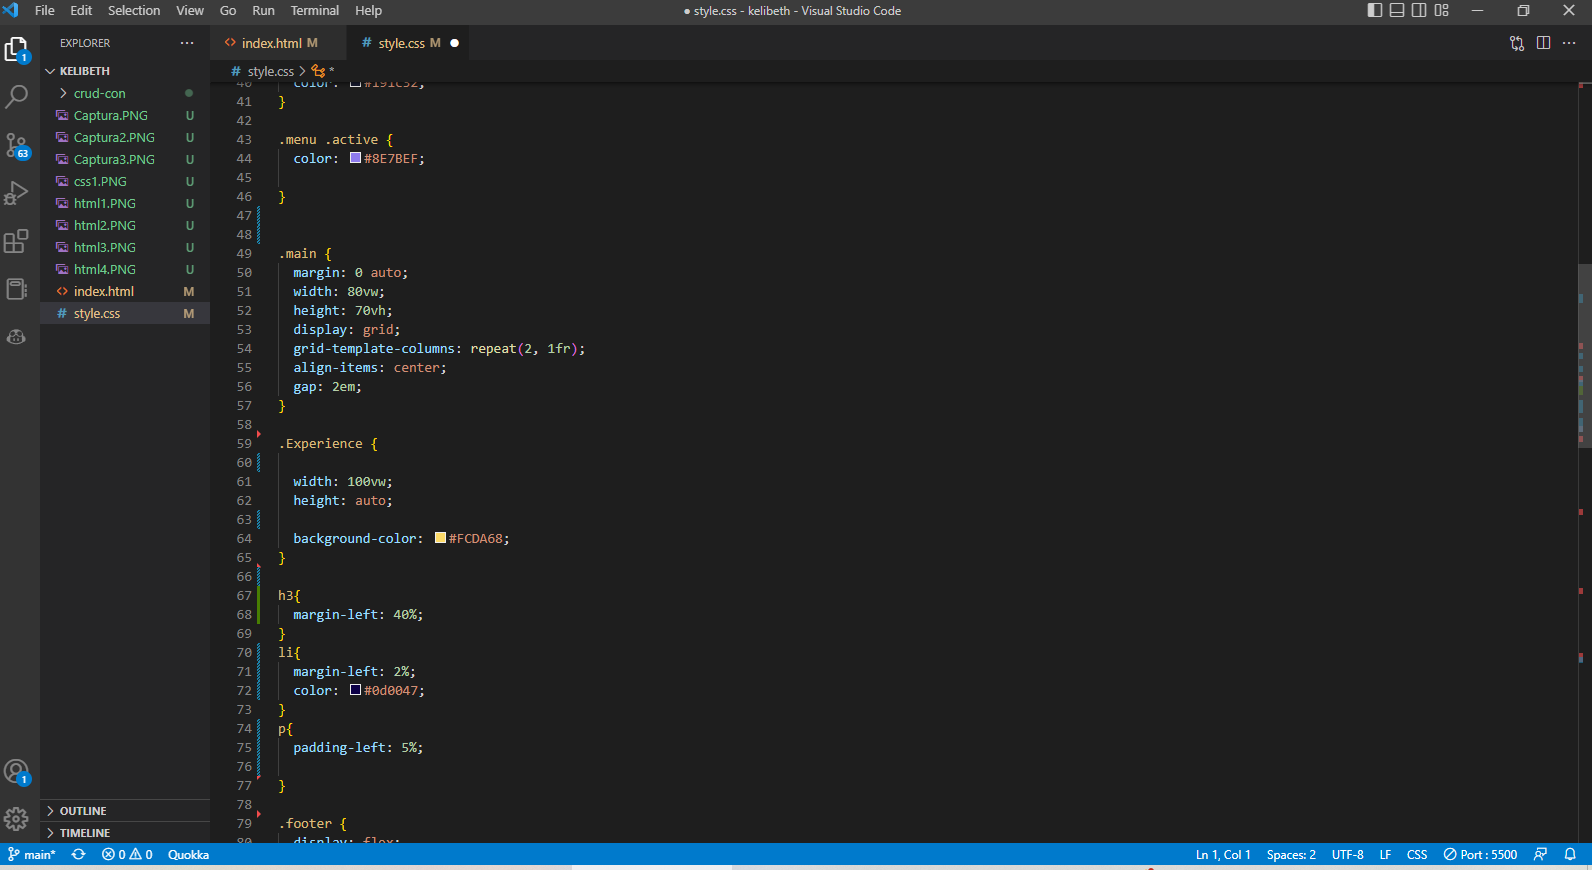 File Edit Selection View Go Run Terminal Help
● style.css - kelibeth - Visual Studio Code
EXPLORER ···
index.html M
style.css M ●
KELIBETH
style.css > *
crud-con
Captura.PNG U
Captura2.PNG U
Captura3.PNG U
css1.PNG U
html1.PNG U
html2.PNG U
html3.PNG U
html4.PNG U
index.html M
style.css M
OUTLINE
TIMELINE
1
63
1
40 color: #191c32;
41 }
42
43 .menu .active {
44 color: #8E7BEF;
45
46 }
47
48
49 .main {
50 margin: 0 auto;
51 width: 80vw;
52 height: 70vh;
53 display: grid;
54 grid-template-columns: repeat(2, 1fr);
55 align-items: center;
56 gap: 2em;
57 }
58
59 .Experience {
60
61 width: 100vw;
62 height: auto;
63
64 background-color: #FCDA68;
65 }
66
67 h3{
68 margin-left: 40%;
69 }
70 li{
71 margin-left: 2%;
72 color: #0d0047;
73 }
74 p{
75 padding-left: 5%;
76
77 }
78
79 .footer {
80 display: flex;
main* 0 0 Quokka
Ln 1, Col 1 Spaces: 2 UTF-8 LF CSS Port : 5500